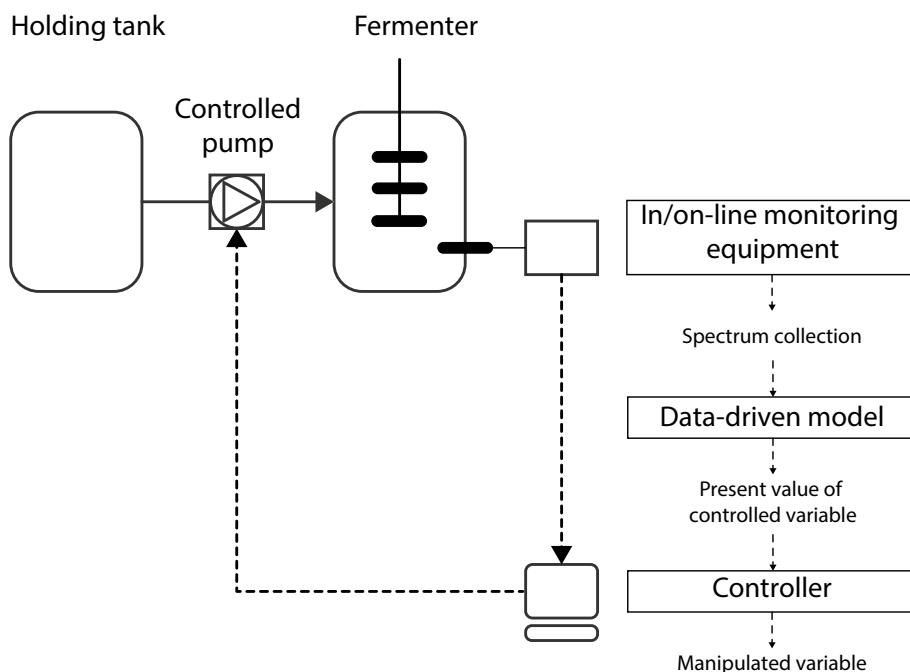 Holding tank
Fermenter
Controlled
pump
In/on-line monitoring
equipment
Spectrum collection
Data-driven model
Present value of
controlled variable
Controller
Manipulated variable